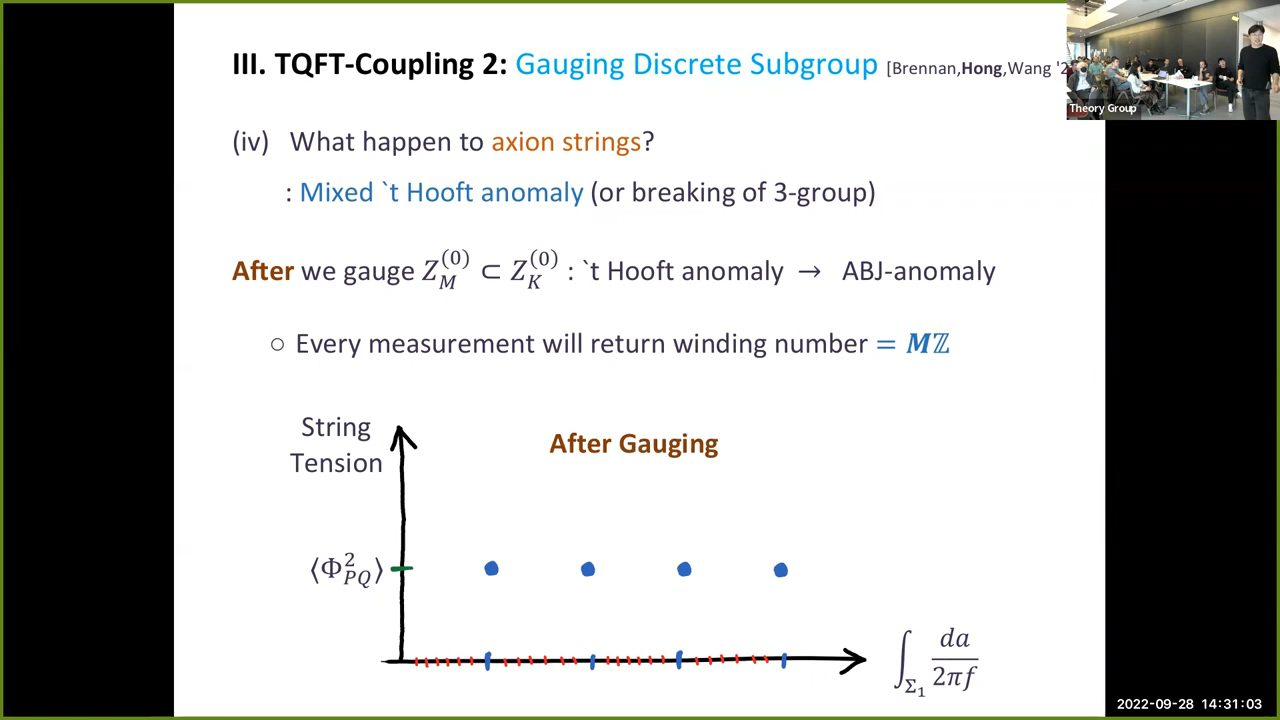 III. TQFT-Coupling 2: Gauging Discrete Subgroup [Brennan,Hong,Wang '2
Theory Group
(iv) What happen to axion strings?
: Mixed `t Hooft anomaly (or breaking of 3-group)
After we gauge Z_M^{(0)} ⊂ Z_K^{(0)} : `t Hooft anomaly → ABJ-anomaly
○ Every measurement will return winding number = Mℤ
String
Tension
After Gauging
⟨Φ_{PQ}^2⟩
∫_{Σ_1} da/2πf
2022-09-28 14:31:03